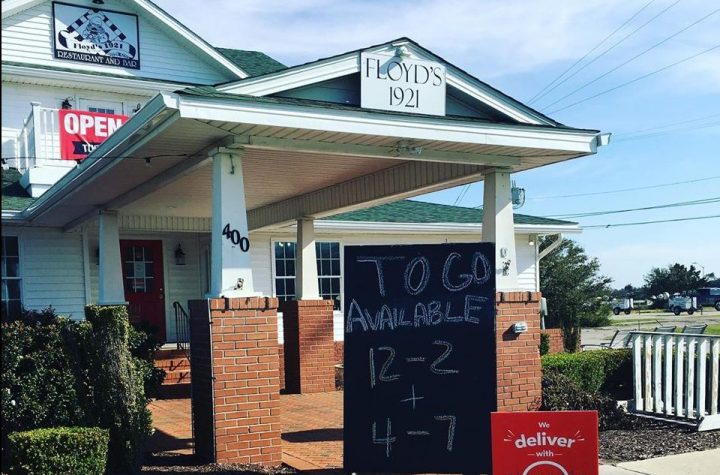 Floyd's 1921
RESTAURANT AND BAR
FLOYD'S
1921
OPEN
400
TO GO
AVAILABLE
12-2
+
4-7
We
deliver
with